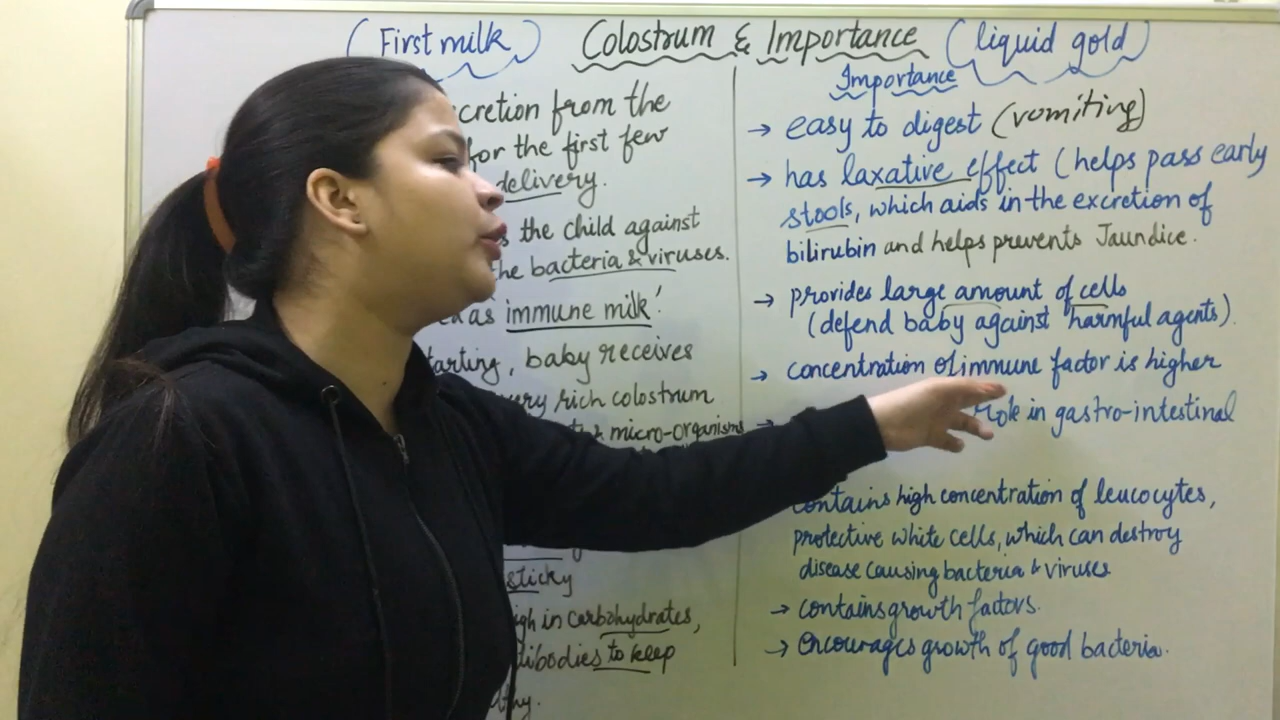 (First milk) Colostrum & Importance (liquid gold)
cretion from the
for the first few
delivery.
the child against
the bacteria & viruses.
as immune milk'
tarting, baby receives
very rich colostrum
micro-organisms
sticky
igh in carbohydrates,
tibodies to keep
thy.
Importance
→ easy to digest (vomiting)
→ has laxative effect (helps pass early
stools, which aids in the excretion of
bilirubin and helps prevents Jaundice.
→ provides large amount of cells
(defend baby against harmful agents).
→ concentration of immune factor is higher
→ role in gastro-intestinal
contains high concentration of leucocytes,
protective white cells, which can destroy
disease causing bacteria & viruses
→ contains growth factors.
→ encourages growth of good bacteria.